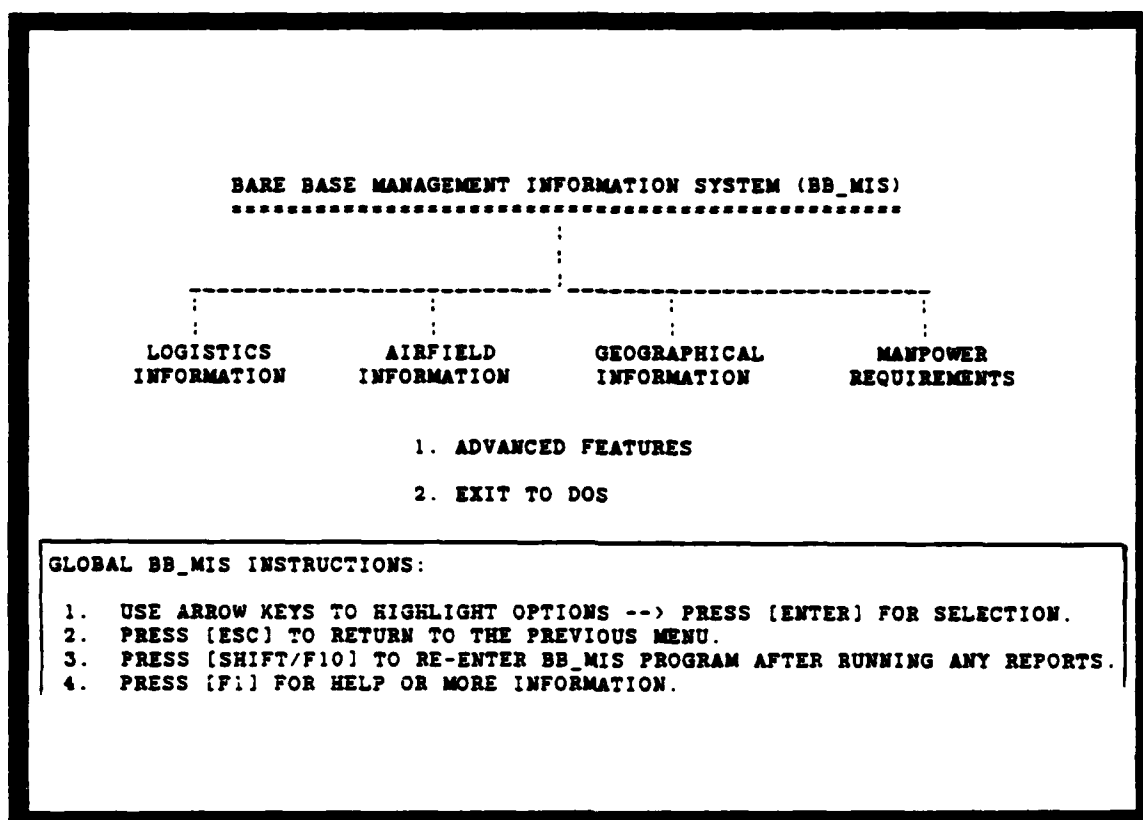 BARE BASE MANAGEMENT INFORMATION SYSTEM (BB_MIS)
LOGISTICS INFORMATION
AIRFIELD INFORMATION
GEOGRAPHICAL INFORMATION
MANPOWER REQUIREMENTS
1. ADVANCED FEATURES
2. EXIT TO DOS
GLOBAL BB_MIS INSTRUCTIONS:
1. USE ARROW KEYS TO HIGHLIGHT OPTIONS --> PRESS [ENTER] FOR SELECTION.
2. PRESS [ESC] TO RETURN TO THE PREVIOUS MENU.
3. PRESS [SHIFT/F10] TO RE-ENTER BB_MIS PROGRAM AFTER RUNNING ANY REPORTS.
4. PRESS [F1] FOR HELP OR MORE INFORMATION.